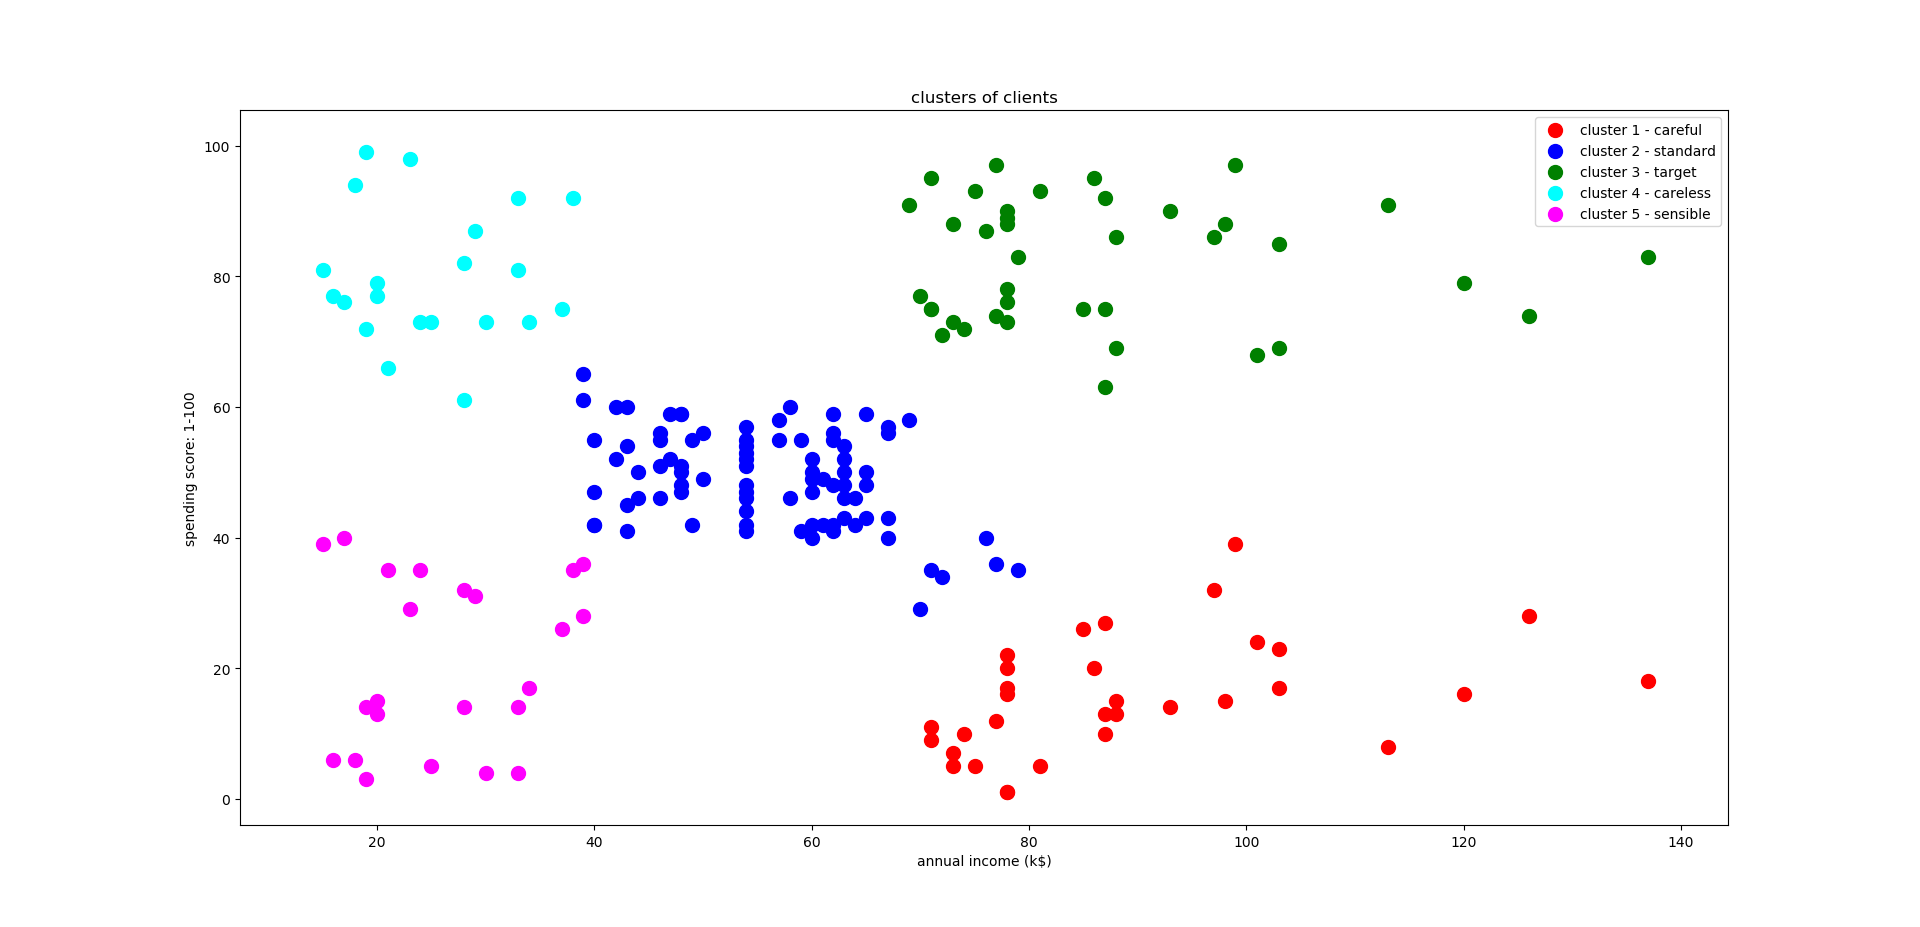 clusters of clients
cluster 1 - careful
cluster 2 - standard
cluster 3 - target
cluster 4 - careless
cluster 5 - sensible
spending score: 1-100
100
80
60
40
20
0
20 40 60 80 100 120 140
annual income (k$)